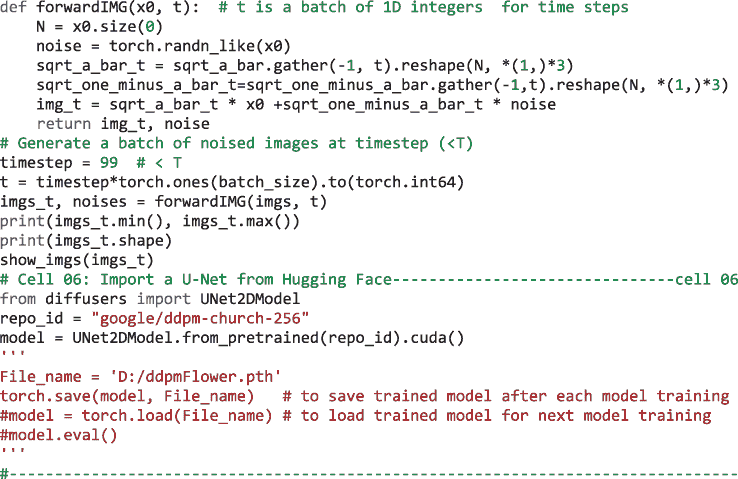 def forwardIMG(x0, t):  # t is a batch of 1D integers  for time steps
    N = x0.size(0)
    noise = torch.randn_like(x0)
    sqrt_a_bar_t = sqrt_a_bar.gather(-1, t).reshape(N, *(1,)*3)
    sqrt_one_minus_a_bar_t=sqrt_one_minus_a_bar.gather(-1,t).reshape(N, *(1,)*3)
    img_t = sqrt_a_bar_t * x0 +sqrt_one_minus_a_bar_t * noise
    return img_t, noise
# Generate a batch of noised images at timestep (<T)
timestep = 99  # < T
t = timestep*torch.ones(batch_size).to(torch.int64)
imgs_t, noises = forwardIMG(imgs, t)
print(imgs_t.min(), imgs_t.max())
print(imgs_t.shape)
show_imgs(imgs_t)
# Cell 06: Import a U-Net from Hugging Face-------------------------------cell 06
from diffusers import UNet2DModel
repo_id = "google/ddpm-church-256"
model = UNet2DModel.from_pretrained(repo_id).cuda()
'''
File_name = 'D:/ddpmFlower.pth'
torch.save(model, File_name)   # to save trained model after each model training
#model = torch.load(File_name) # to load trained model for next model training
#model.eval()
'''
#--------------------------------------------------------------------------------